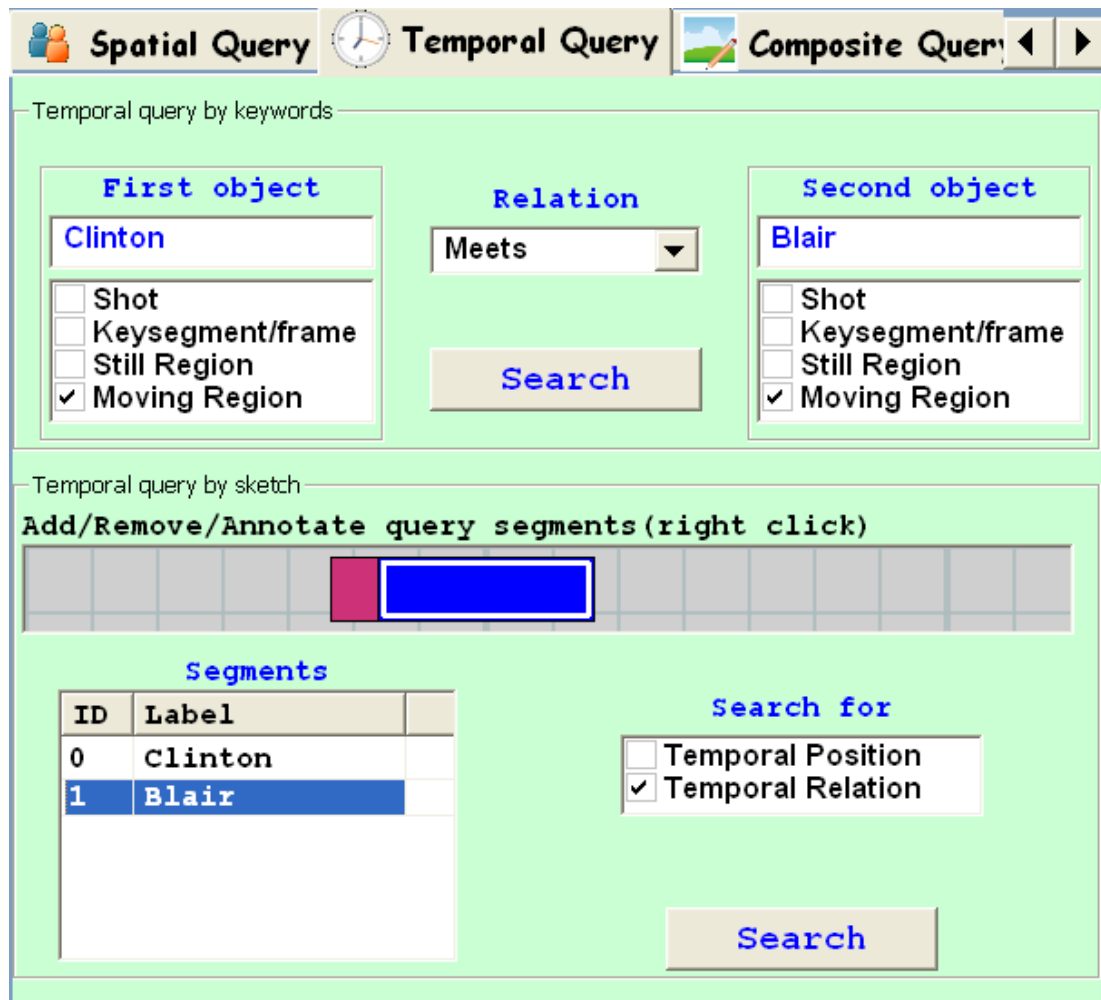 Spatial Query Temporal Query Composite Query
Temporal query by keywords
First object Relation Second object
Clinton Meets Blair
Shot Shot
Keysegment/frame Keysegment/frame
Still Region Still Region
Moving Region Moving Region
Search
Temporal query by sketch
Add/Remove/Annotate query segments(right click)
Segments
ID Label
0 Clinton
1 Blair
Search for
Temporal Position
Temporal Relation
Search